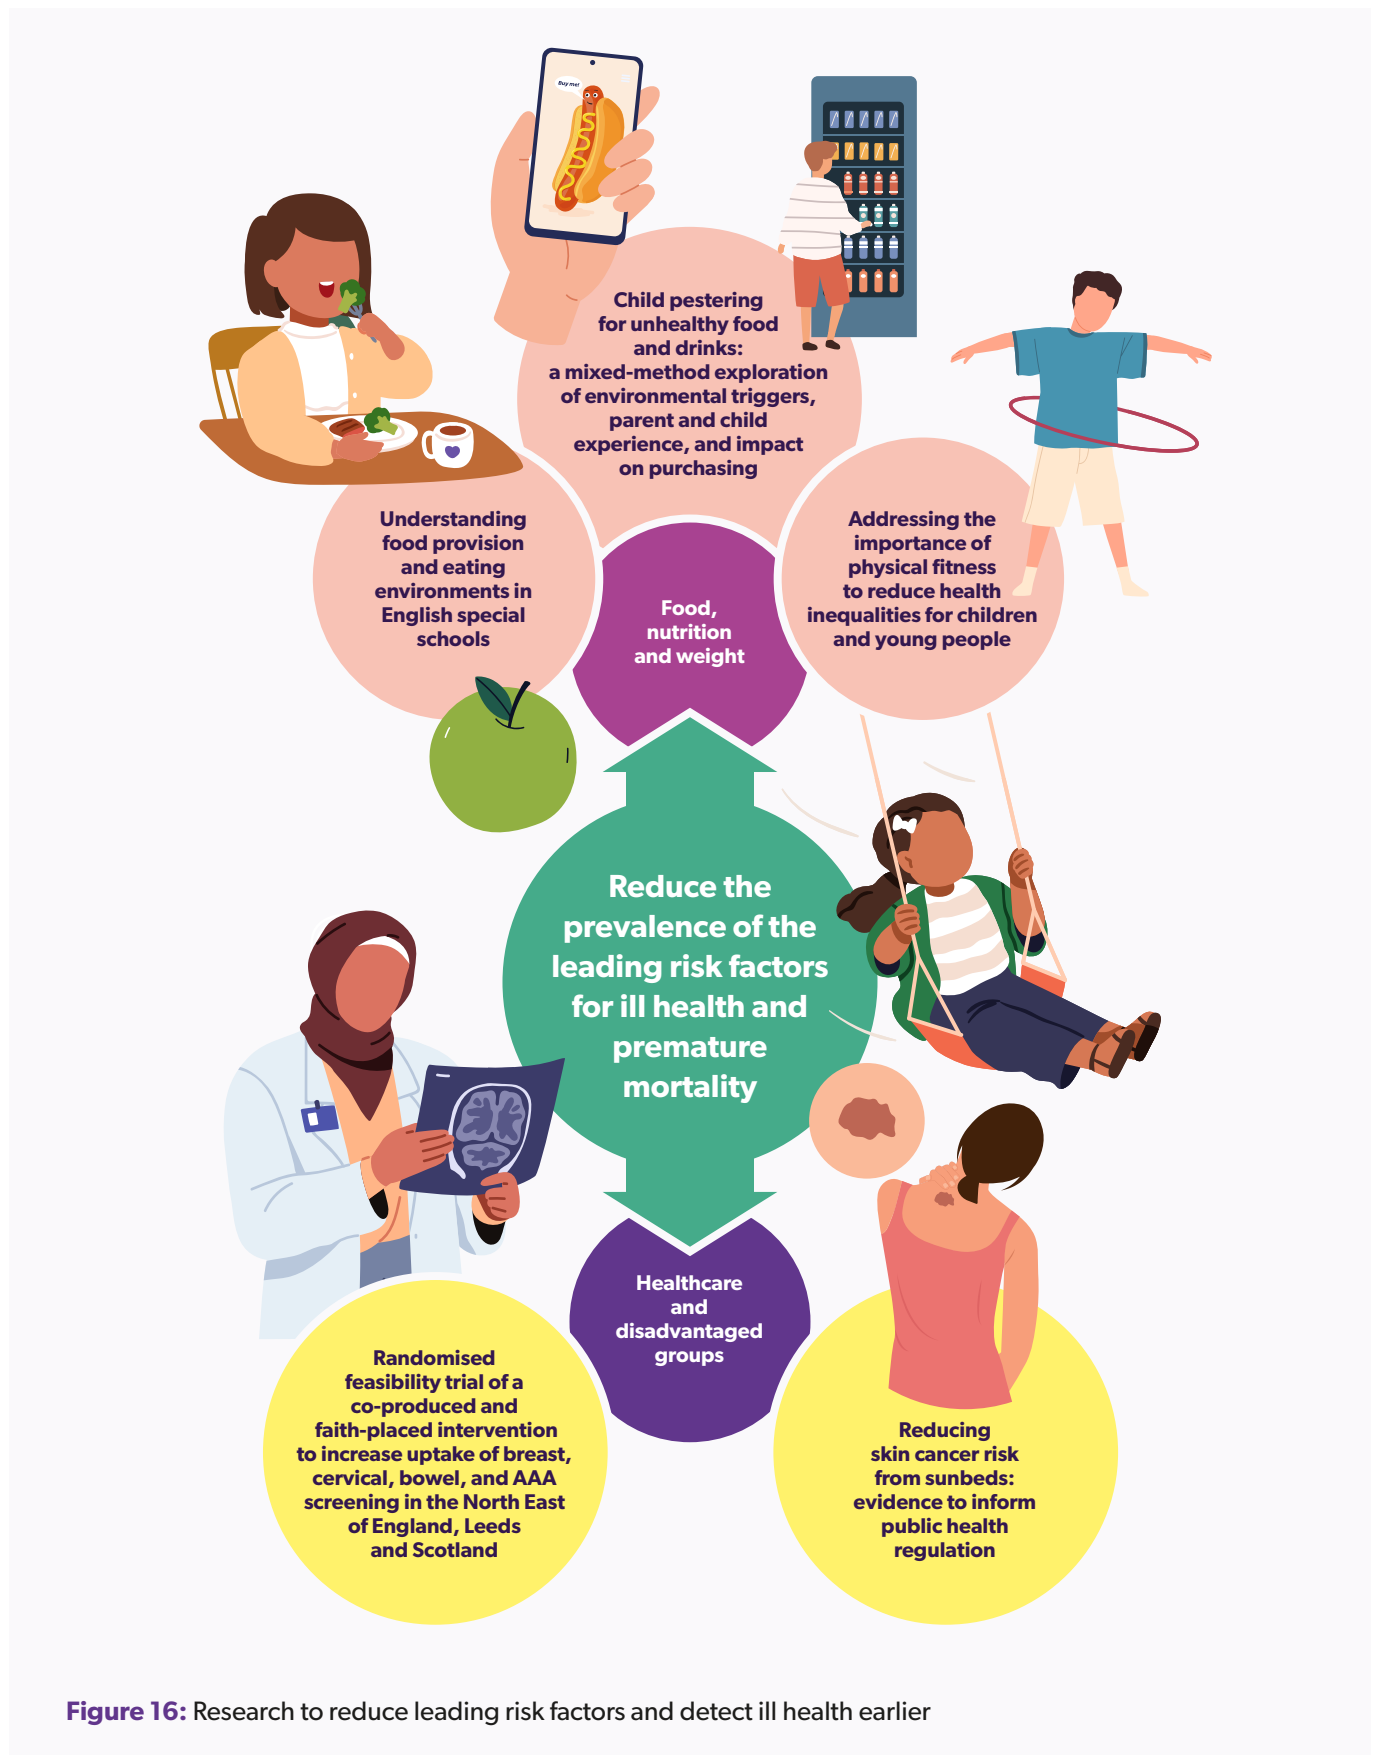 Buy me!
Child pestering
for unhealthy food
and drinks:
a mixed-method exploration
of environmental triggers,
parent and child
experience, and impact
on purchasing
Understanding
food provision
and eating
environments in
English special
schools
Addressing the
importance of
physical fitness
to reduce health
inequalities for children
and young people
Food,
nutrition
and weight
Reduce the
prevalence of the
leading risk factors
for ill health and
premature
mortality
Healthcare
and
disadvantaged
groups
Randomised
feasibility trial of a
co-produced and
faith-placed intervention
to increase uptake of breast,
cervical, bowel, and AAA
screening in the North East
of England, Leeds
and Scotland
Reducing
skin cancer risk
from sunbeds:
evidence to inform
public health
regulation
Figure 16: Research to reduce leading risk factors and detect ill health earlier